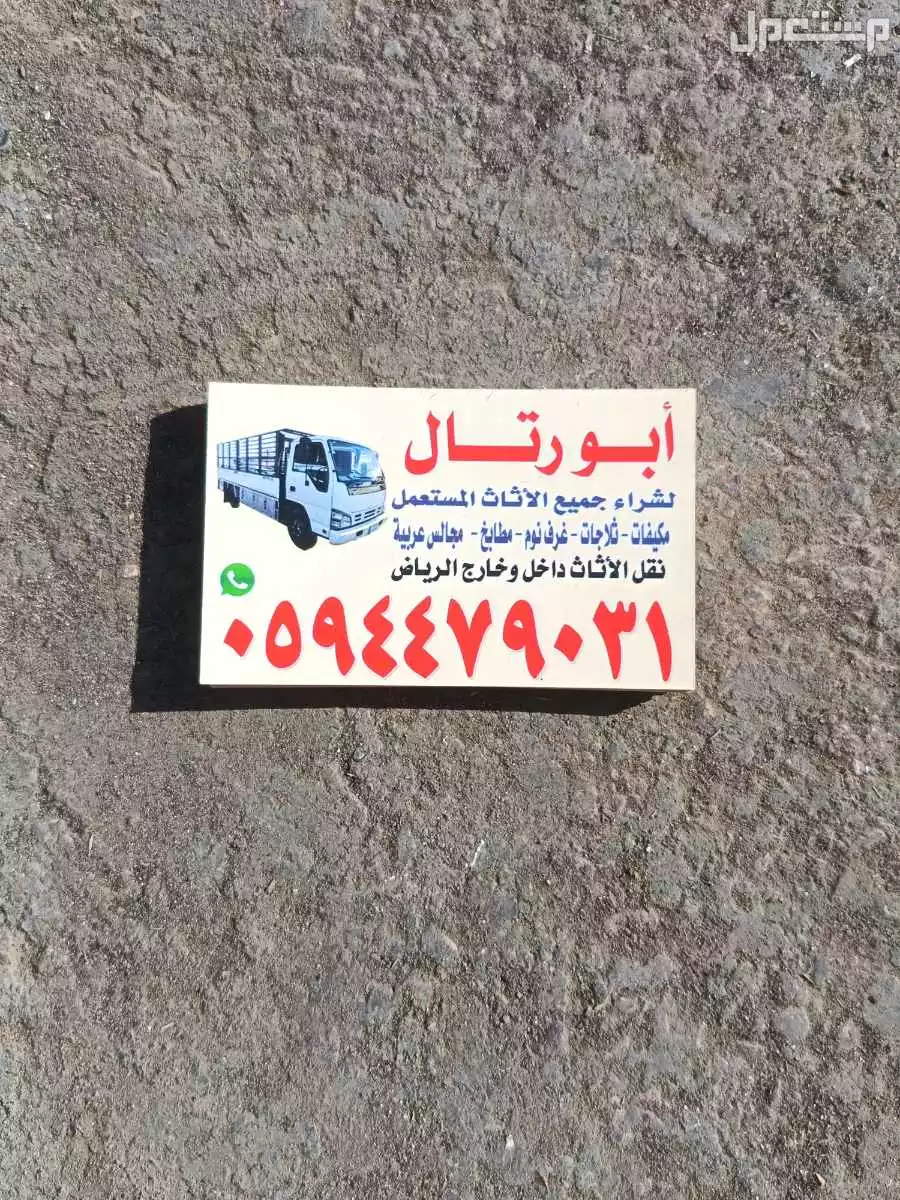 مستعمل
أبو رتال
لشراء جميع الأثاث المستعمل
مكيفات - ثلاجات - غرف نوم - مطابخ - مجالس عربية
نقل الأثاث داخل وخارج الرياض
٠٥٩٤٤٧٩٠٣١